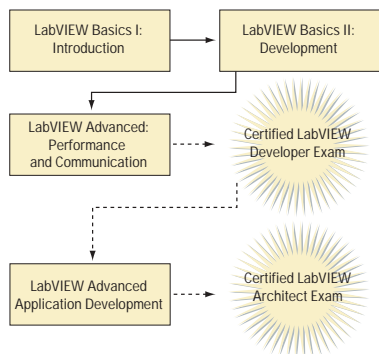 LabVIEW Basics I:
Introduction
LabVIEW Basics II:
Development
LabVIEW Advanced:
Performance
and Communication
Certified LabVIEW
Developer Exam
LabVIEW Advanced
Application Development
Certified LabVIEW
Architect Exam